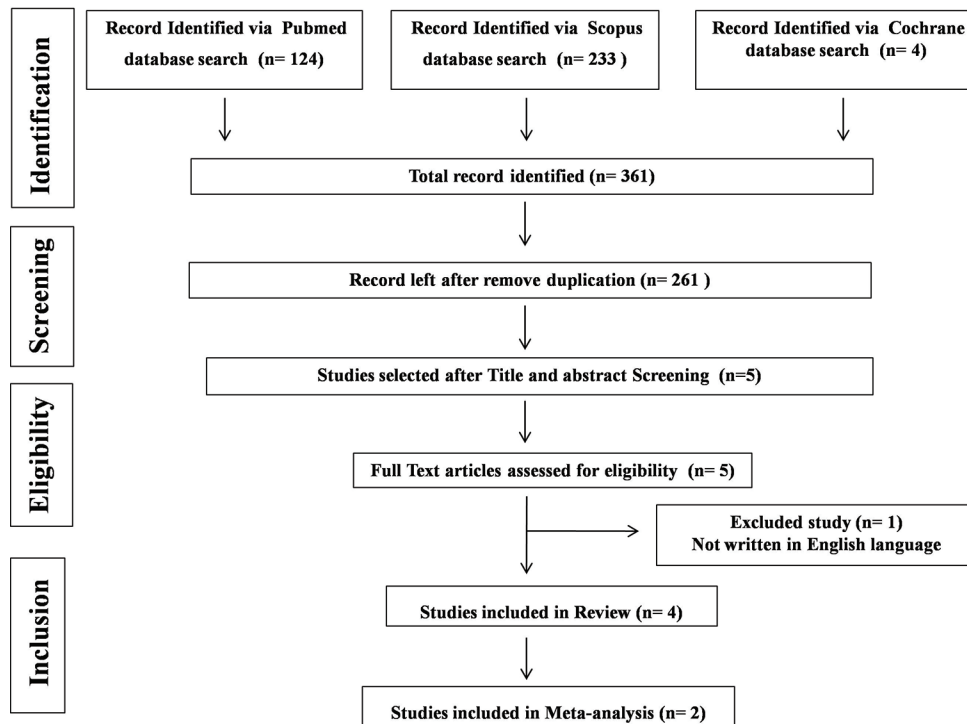 Record Identified via Pubmed
database search (n= 124)
Record Identified via Scopus
database search (n= 233 )
Record Identified via Cochrane
database search (n= 4)
Identification
Total record identified (n= 361)
Screening
Record left after remove duplication (n= 261 )
Studies selected after Title and abstract Screening (n=5)
Eligibility
Full Text articles assessed for eligibility (n= 5)
Excluded study (n= 1)
Not written in English language
Inclusion
Studies included in Review (n= 4)
Studies included in Meta-analysis (n= 2)